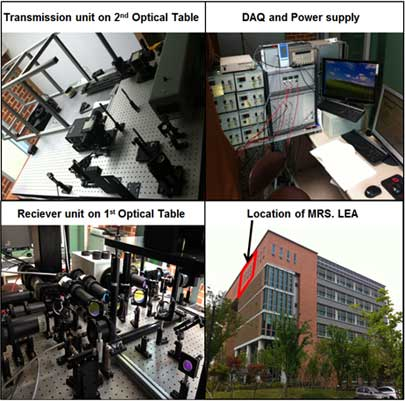 Transmission unit on 2nd Optical Table
DAQ and Power supply
Reciever unit on 1st Optical Table
Location of MRS. LEA